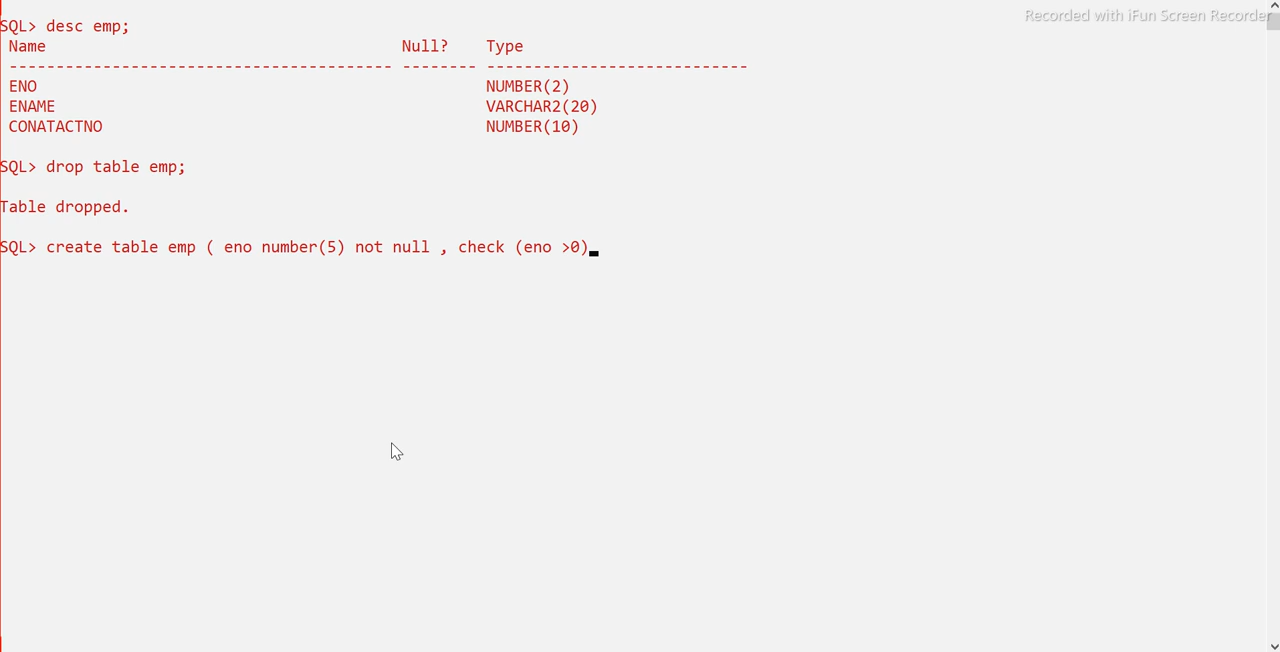 Recorded with iFun Screen Recorder
SQL> desc emp;
Name Null? Type
----------------------------------------- -------- ----------------------------
ENO NUMBER(2)
ENAME VARCHAR2(20)
CONATACTNO NUMBER(10)
SQL> drop table emp;
Table dropped.
SQL> create table emp ( eno number(5) not null , check (eno >0)